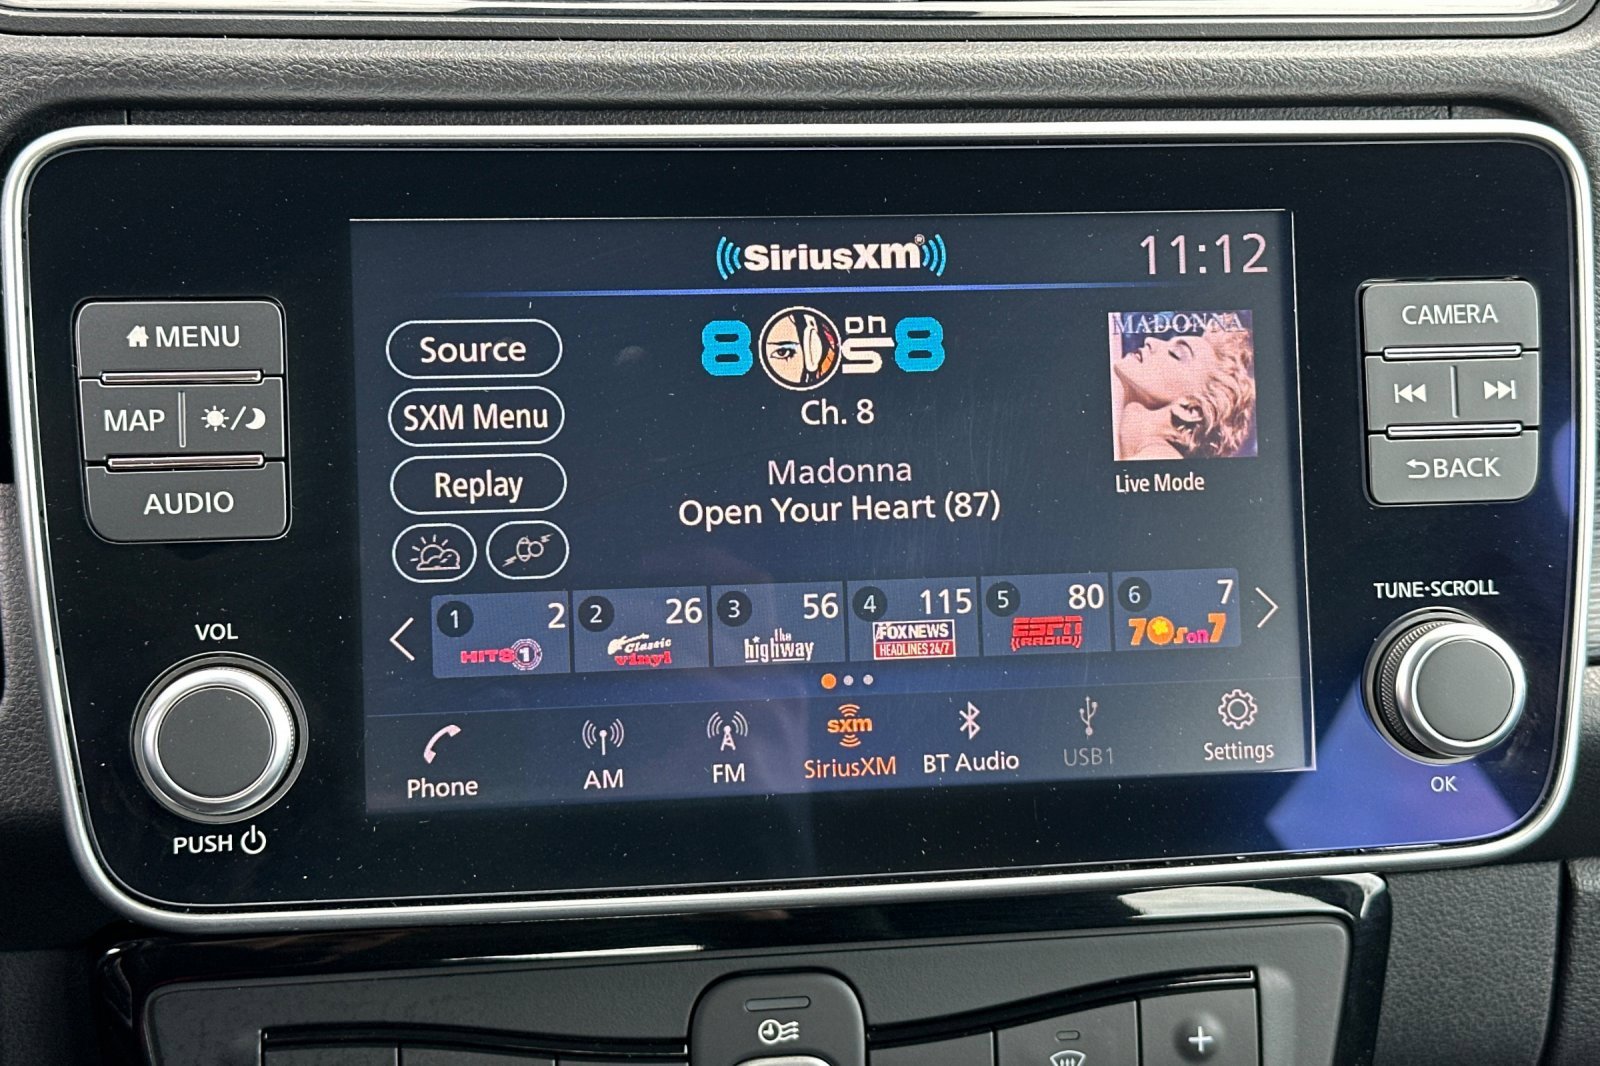 SiriusXM®
11:12
MENU
MAP
AUDIO
VOL
PUSH
Source
SXM Menu
Replay
8Os on 8
Ch. 8
Madonna
Open Your Heart (87)
MADONNA
Live Mode
1 2 HITS 1
2 26 Classic vinyl
3 56 the highway
4 115 FOX NEWS HEADLINES 24/7
5 80 ESPN RADIO
6 7 70s on 7
Phone
AM
FM
sxm
SiriusXM
BT Audio
USB1
Settings
CAMERA
BACK
TUNE·SCROLL
OK
+